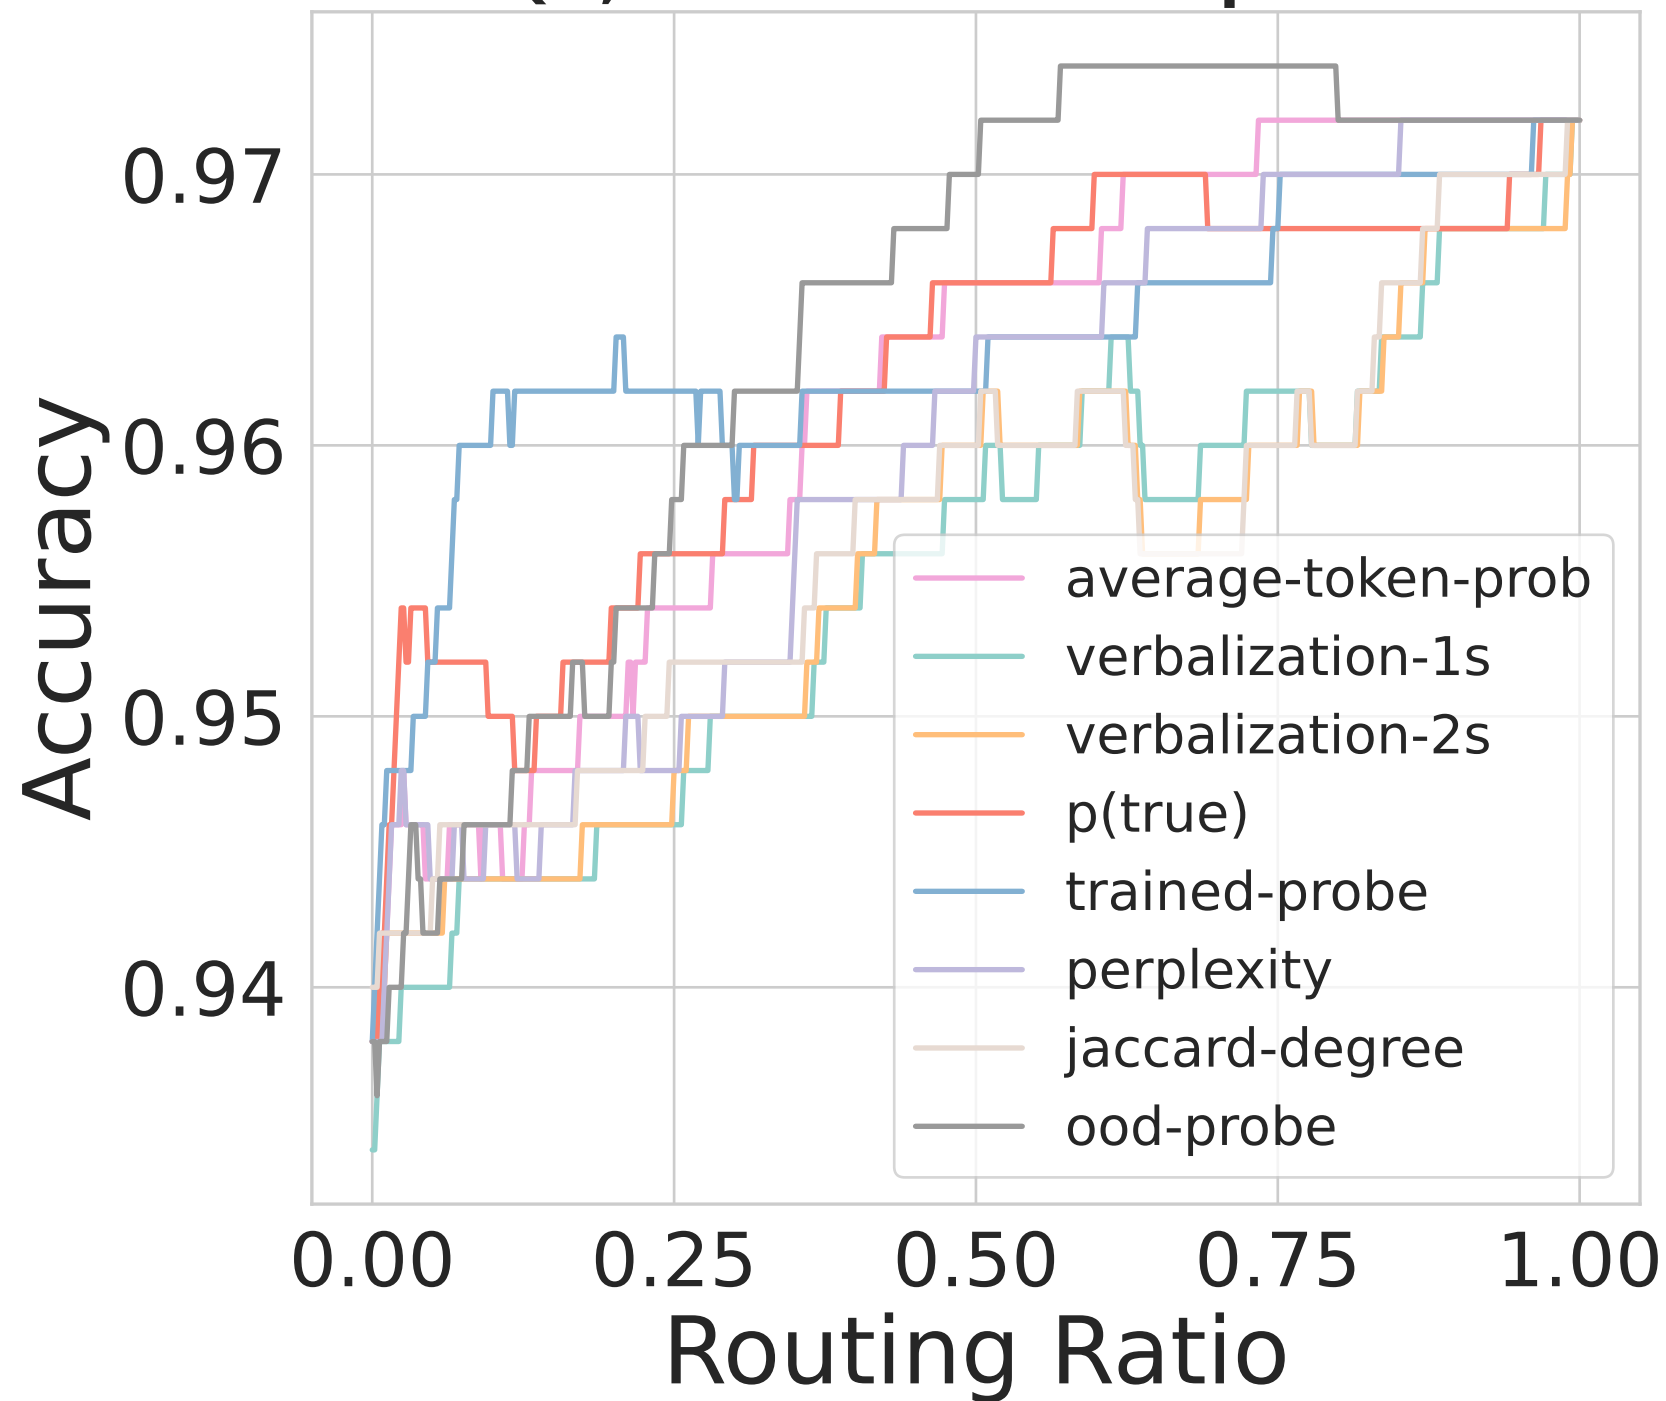 0.97
0.96
0.95
0.94
Accuracy
average-token-prob
verbalization-1s
verbalization-2s
p(true)
trained-probe
perplexity
jaccard-degree
ood-probe
0.00 0.25 0.50 0.75 1.00
Routing Ratio